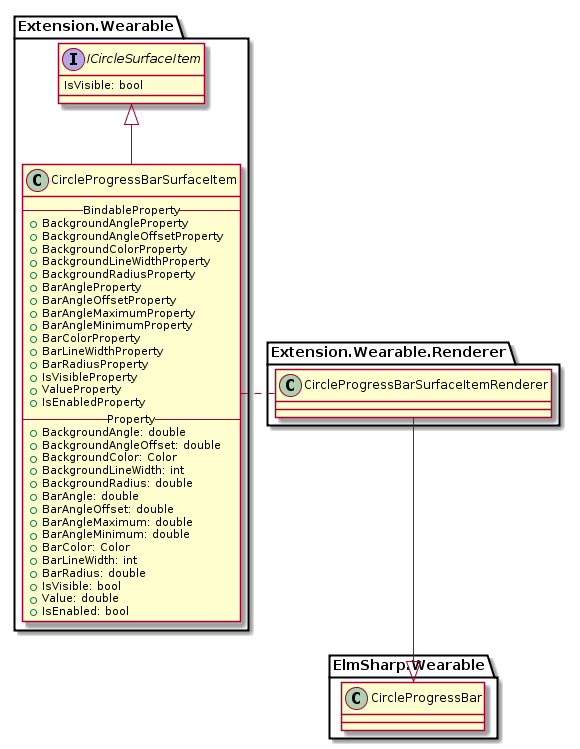 Extension.Wearable
I ICircleSurfaceItem
IsVisible: bool
C CircleProgressBarSurfaceItem
BindableProperty
BackgroundAngleProperty
BackgroundAngleOffsetProperty
BackgroundColorProperty
BackgroundLineWidthProperty
BackgroundRadiusProperty
BarAngleProperty
BarAngleOffsetProperty
BarAngleMaximumProperty
BarAngleMinimumProperty
BarColorProperty
BarLineWidthProperty
BarRadiusProperty
IsVisibleProperty
ValueProperty
IsEnabledProperty
Property
BackgroundAngle: double
BackgroundAngleOffset: double
BackgroundColor: Color
BackgroundLineWidth: int
BackgroundRadius: double
BarAngle: double
BarAngleOffset: double
BarAngleMaximum: double
BarAngleMinimum: double
BarColor: Color
BarLineWidth: int
BarRadius: double
IsVisible: bool
Value: double
IsEnabled: bool
Extension.Wearable.Renderer
C CircleProgressBarSurfaceItemRenderer
ElmSharp.Wearable
C CircleProgressBar